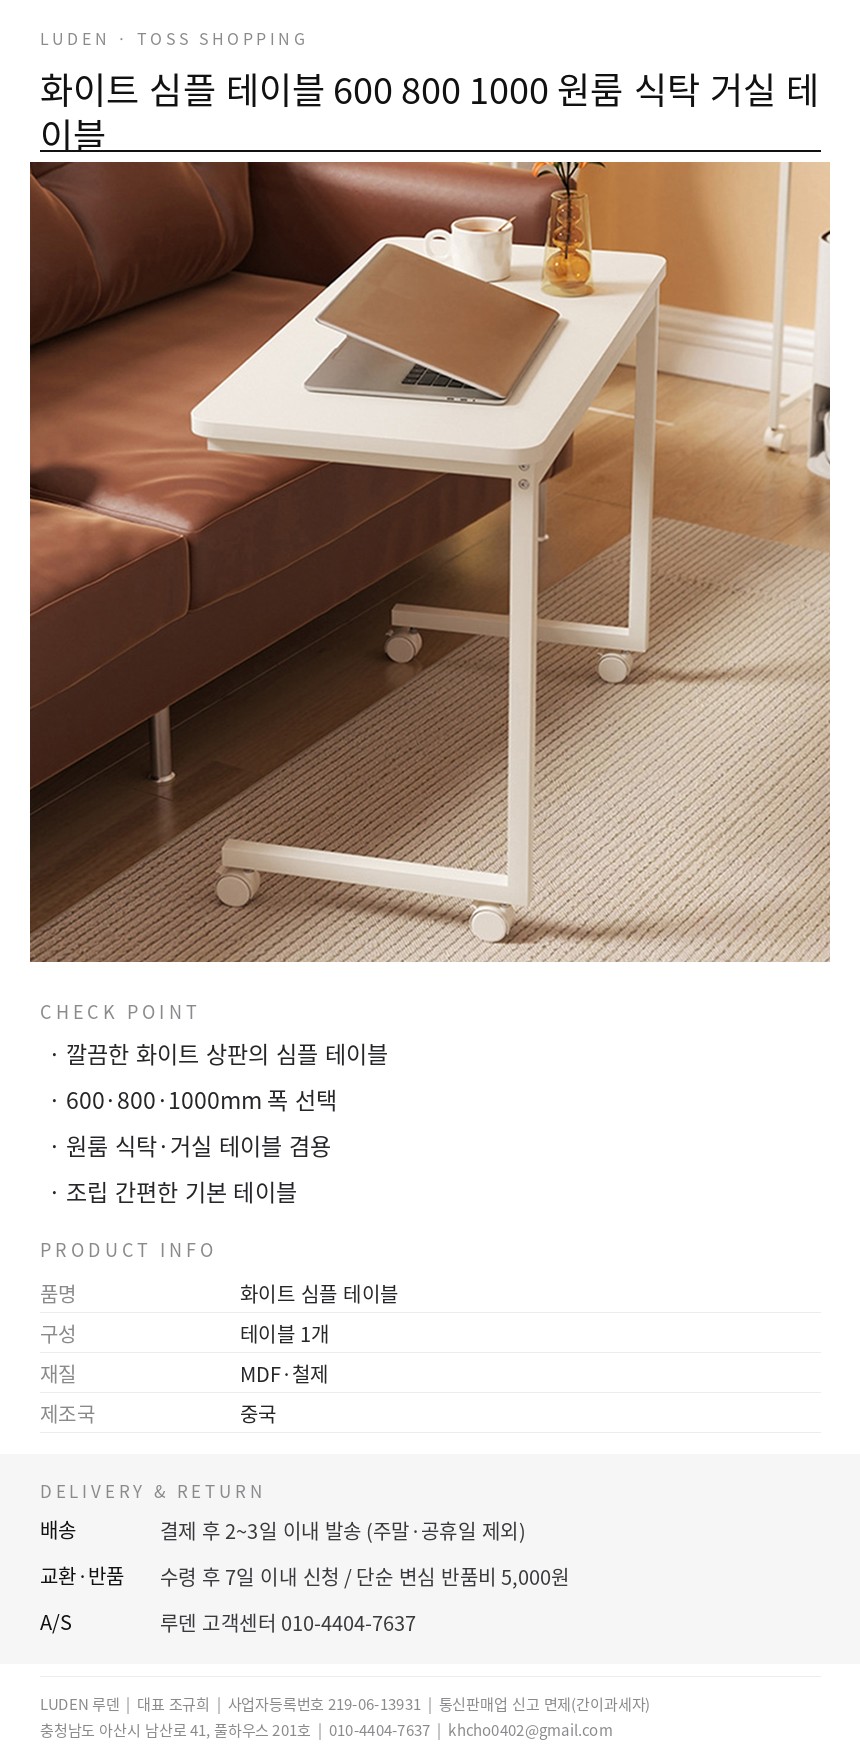 LUDEN · TOSS SHOPPING
화이트 심플 테이블 600 800 1000 원룸 식탁 거실 테
이블
CHECK POINT
· 깔끔한 화이트 상판의 심플 테이블
· 600·800·1000mm 폭 선택
· 원룸 식탁·거실 테이블 겸용
· 조립 간편한 기본 테이블
PRODUCT INFO
품명 화이트 심플 테이블
구성 테이블 1개
재질 MDF·철제
제조국 중국
DELIVERY & RETURN
배송 결제 후 2~3일 이내 발송 (주말·공휴일 제외)
교환·반품 수령 후 7일 이내 신청 / 단순 변심 반품비 5,000원
A/S 루덴 고객센터 010-4404-7637
LUDEN 루덴 | 대표 조규희 | 사업자등록번호 219-06-13931 | 통신판매업 신고 면제(간이과세자)
충청남도 아산시 남산로 41, 풀하우스 201호 | 010-4404-7637 | khcho0402@gmail.com